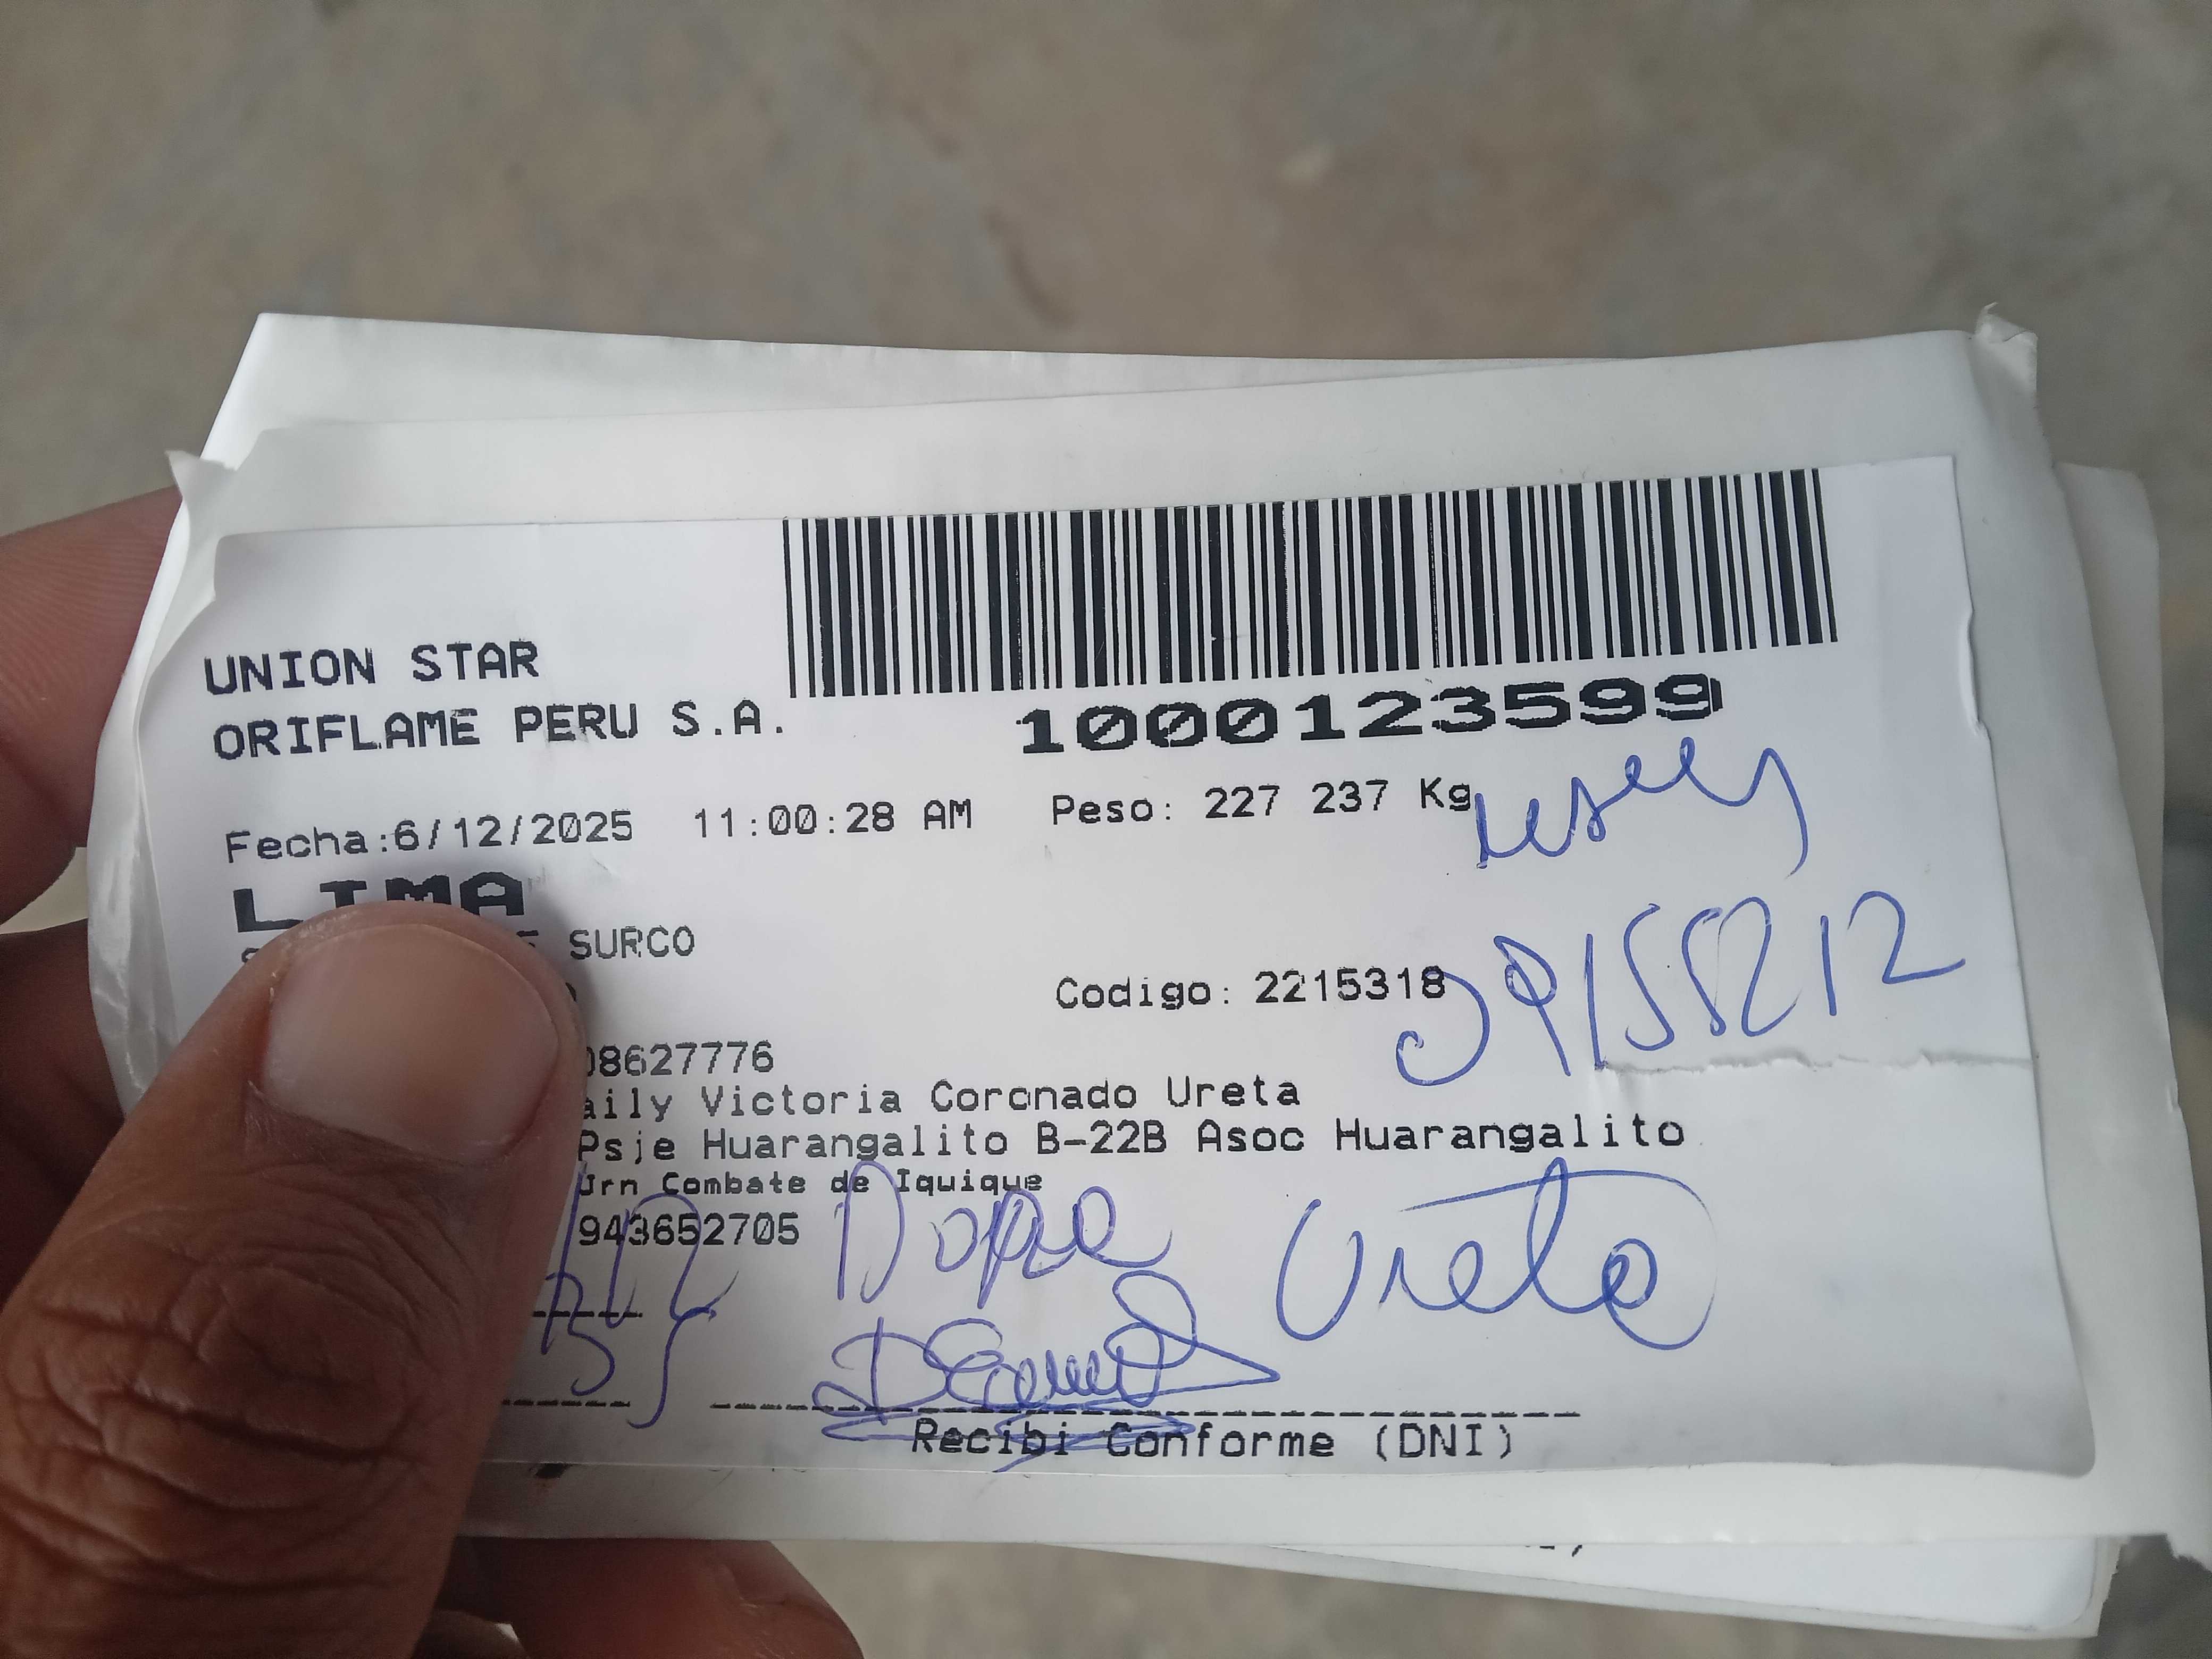 UNION STAR
ORIFLAME PERU S.A.
1000123599
Fecha:6/12/2025 11:00:28 AM Peso: 227 237 Kg
LIMA
SURCO
Codigo: 2215318
09155212
08627776
aily Victoria Coronado Ureta
Psje Huarangalito B-22B Asoc Huarangalito
Urn Combate de Iquique
943652705
Ureta
Recibi Conforme (DNI)